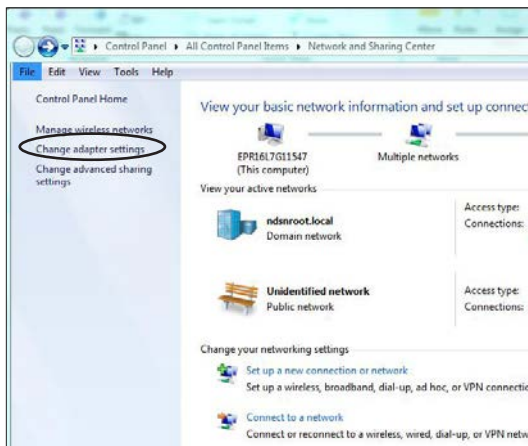 Control Panel ▸ All Control Panel Items ▸ Network and Sharing Center
File Edit View Tools Help
Control Panel Home
Manage wireless networks
Change adapter settings
Change advanced sharing
settings
View your basic network information and set up connec
EPR16L7G11547
(This computer)
Multiple networks
View your active networks
ndsnroot.local
Domain network
Access type:
Connections:
Unidentified network
Public network
Access type:
Connections:
Change your networking settings
Set up a new connection or network
Set up a wireless, broadband, dial-up, ad hoc, or VPN connectio
Connect to a network
Connect or reconnect to a wireless, wired, dial-up, or VPN netw